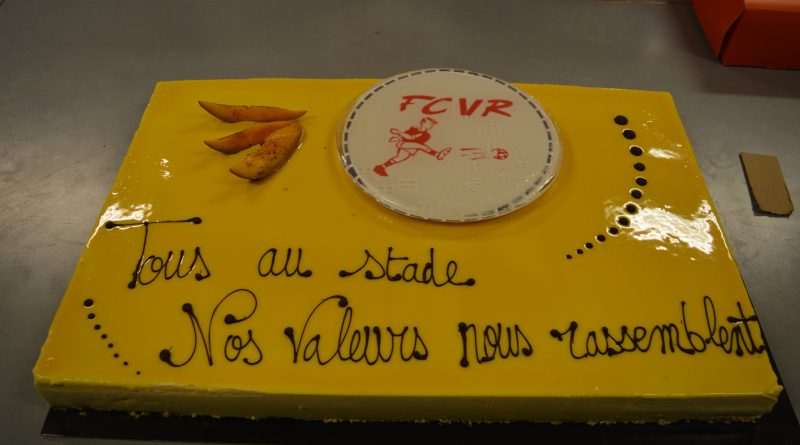 FCVR
Tous au stade
Nos valeurs nous rassemblent